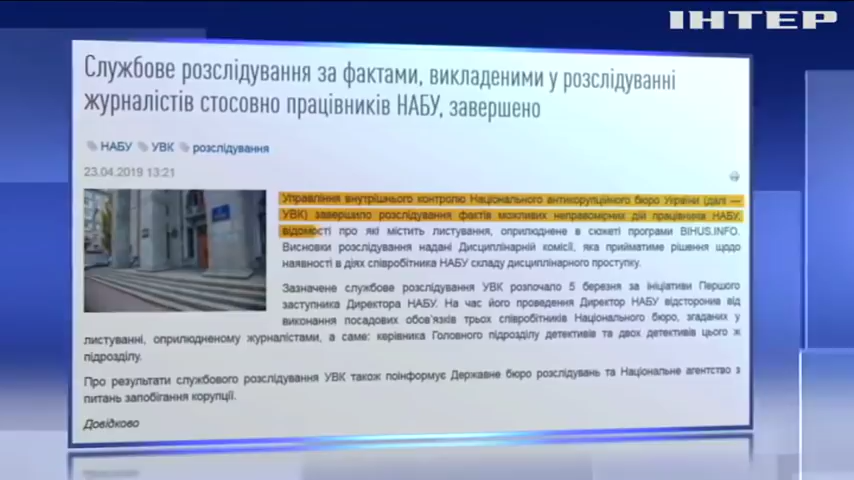 ІНТЕР
Службове розслідування за фактами, викладеними у розслідуванні
журналістів стосовно працівників НАБУ, завершено
НАБУ УВК розслідування
23.04.2019 13:21
Управління внутрішнього контролю Національного антикорупційного бюро України (далі —
УВК) завершило розслідування фактів можливих неправомірних дій працівників НАБУ,
відомості про які містить листування, оприлюднене в сюжеті програми BIHUS.INFO.
Висновки розслідування надані Дисциплінарній комісії, яка прийматиме рішення щодо
наявності в діях співробітника НАБУ складу дисциплінарного проступку.
Зазначене службове розслідування УВК розпочало 5 березня за ініціативи Першого
заступника Директора НАБУ. На час його проведення Директор НАБУ відсторонив від
виконання посадових обов'язків трьох співробітників Національного бюро, згаданих у
листуванні, оприлюдненому журналістами, а саме: керівника Головного підрозділу детективів та двох детективів цього ж
підрозділу.
Про результати службового розслідування УВК також поінформує Державне бюро розслідувань та Національне агентство з
питань запобігання корупції.
Довідково